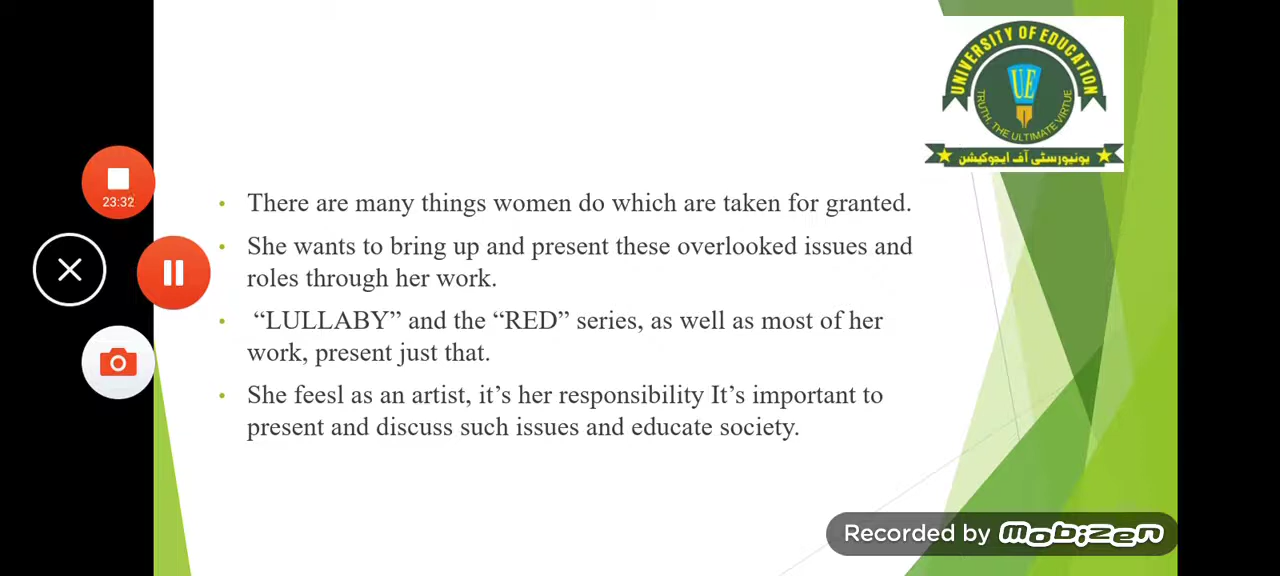 UNIVERSITY OF EDUCATION
UE
TRUTH, THE ULTIMATE VIRTUE
یونیورسٹی آف ایجوکیشن
23:32
There are many things women do which are taken for granted.
She wants to bring up and present these overlooked issues and
roles through her work.
“LULLABY” and the “RED” series, as well as most of her
work, present just that.
She feesl as an artist, it’s her responsibility It’s important to
present and discuss such issues and educate society.
Recorded by mobizen